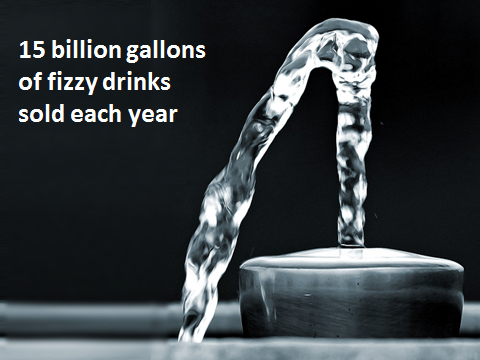 15 billion gallons
of fizzy drinks
sold each year